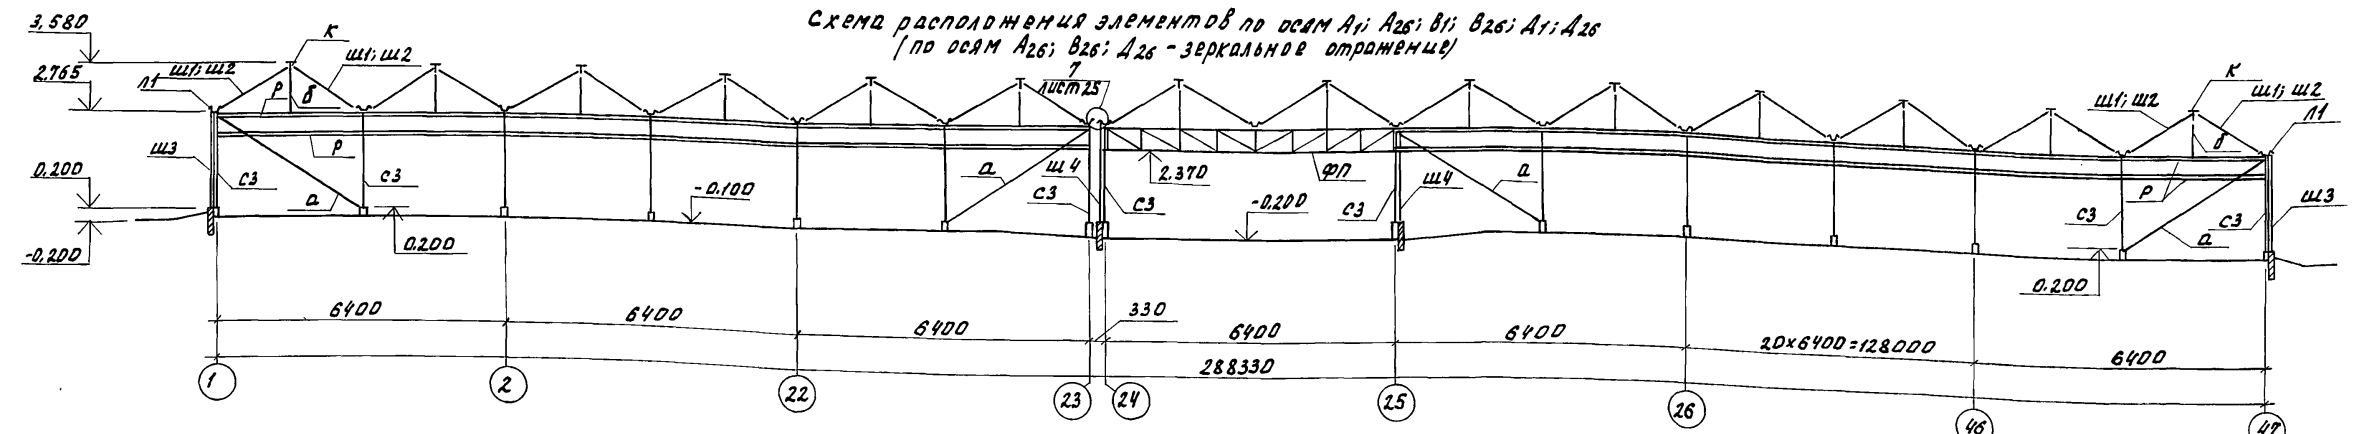 Схема расположения элементов по осям А1; А26; В1; В26; Д1; Д26
(по осям А26; В26; Д26 - зеркальное отражение)
3,580
К
Ш1; Ш2
Ш1; Ш2
2.765
Л1
Р
б
7
лист 25
К
Ш1; Ш2
Ш1; Ш2
Л1
б
Ш3
Р
0.200
С3
С3
а
-0.100
а
Ш4
С3
С3
2.370
ФП
-0.200
С3
Ш4
а
Р
С3
С3
Ш3
а
0.200
-0.200
0.200
6400
6400
6400
330
6400
6400
20х6400=128000
6400
288330
1
2
22
23
24
25
26
46
47